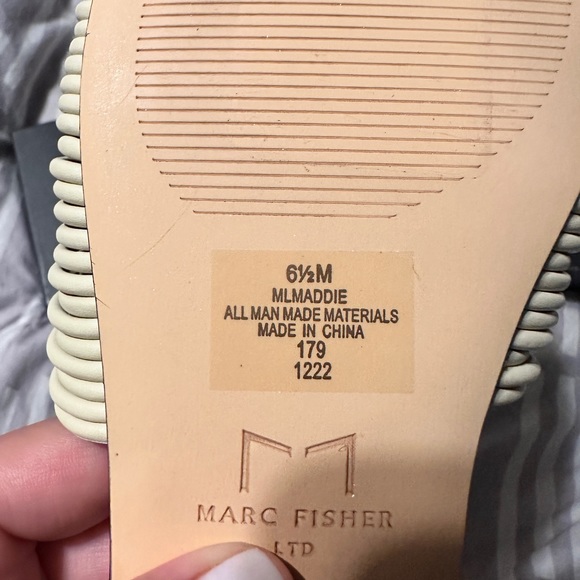 6½M
MLMADDIE
ALL MAN MADE MATERIALS
MADE IN CHINA
179
1222
MARC FISHER
LTD